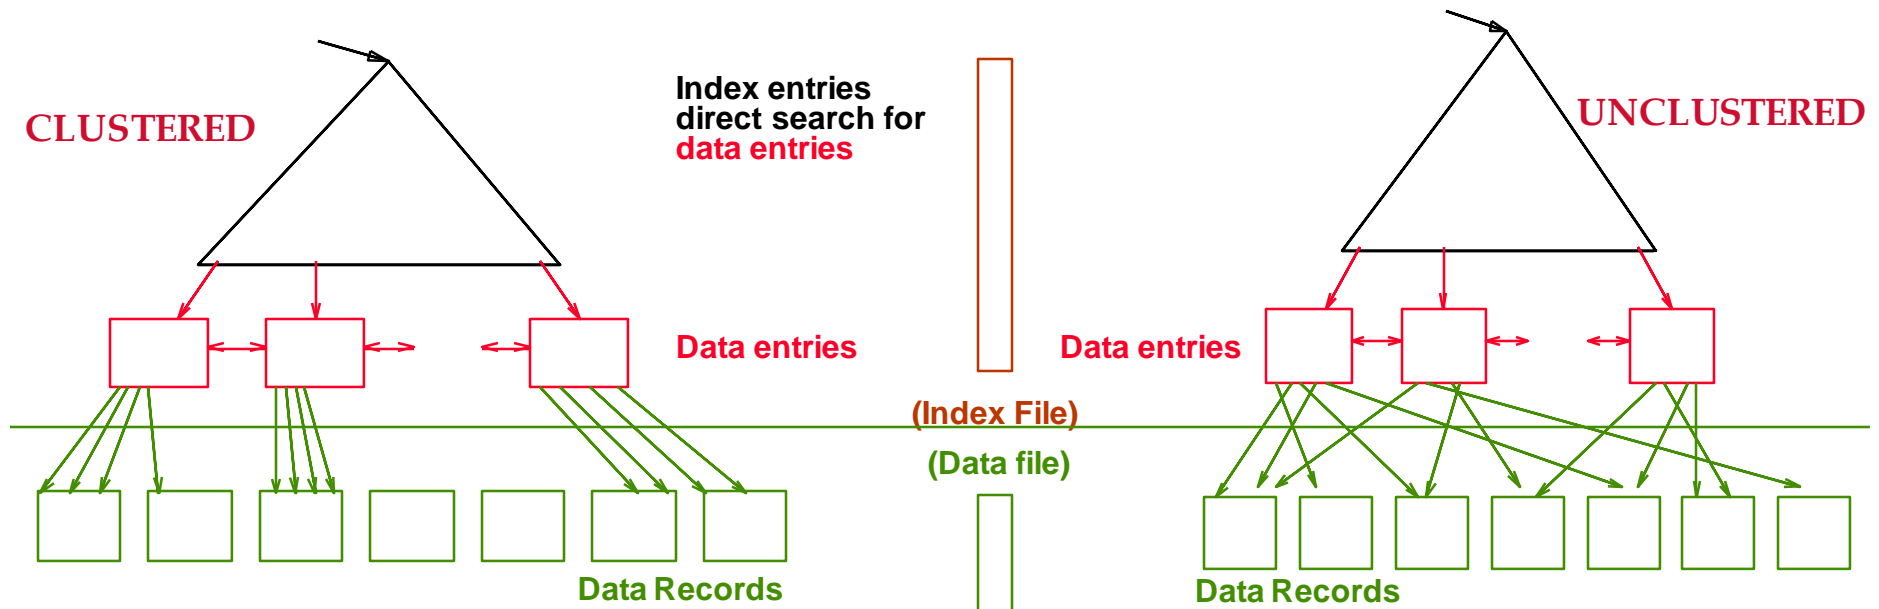 CLUSTERED
Index entries
direct search for
data entries
UNCLUSTERED
Data entries
Data entries
(Index File)
(Data file)
Data Records
Data Records